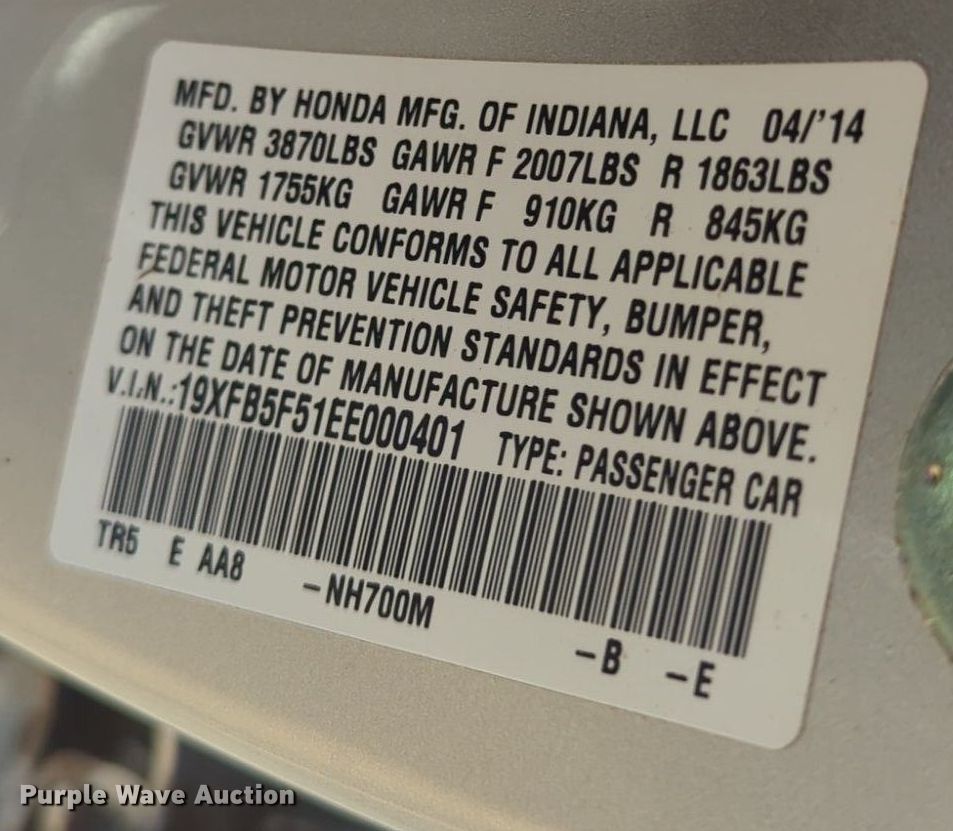 MFD. BY HONDA MFG. OF INDIANA, LLC 04/'14
GVWR 3870LBS GAWR F 2007LBS R 1863LBS
GVWR 1755KG GAWR F 910KG R 845KG
THIS VEHICLE CONFORMS TO ALL APPLICABLE
FEDERAL MOTOR VEHICLE SAFETY, BUMPER,
AND THEFT PREVENTION STANDARDS IN EFFECT
ON THE DATE OF MANUFACTURE SHOWN ABOVE.
V.I.N.:19XFB5F51EE000401 TYPE: PASSENGER CAR
TR5 E AA8 -NH700M -B -E
Purple Wave Auction